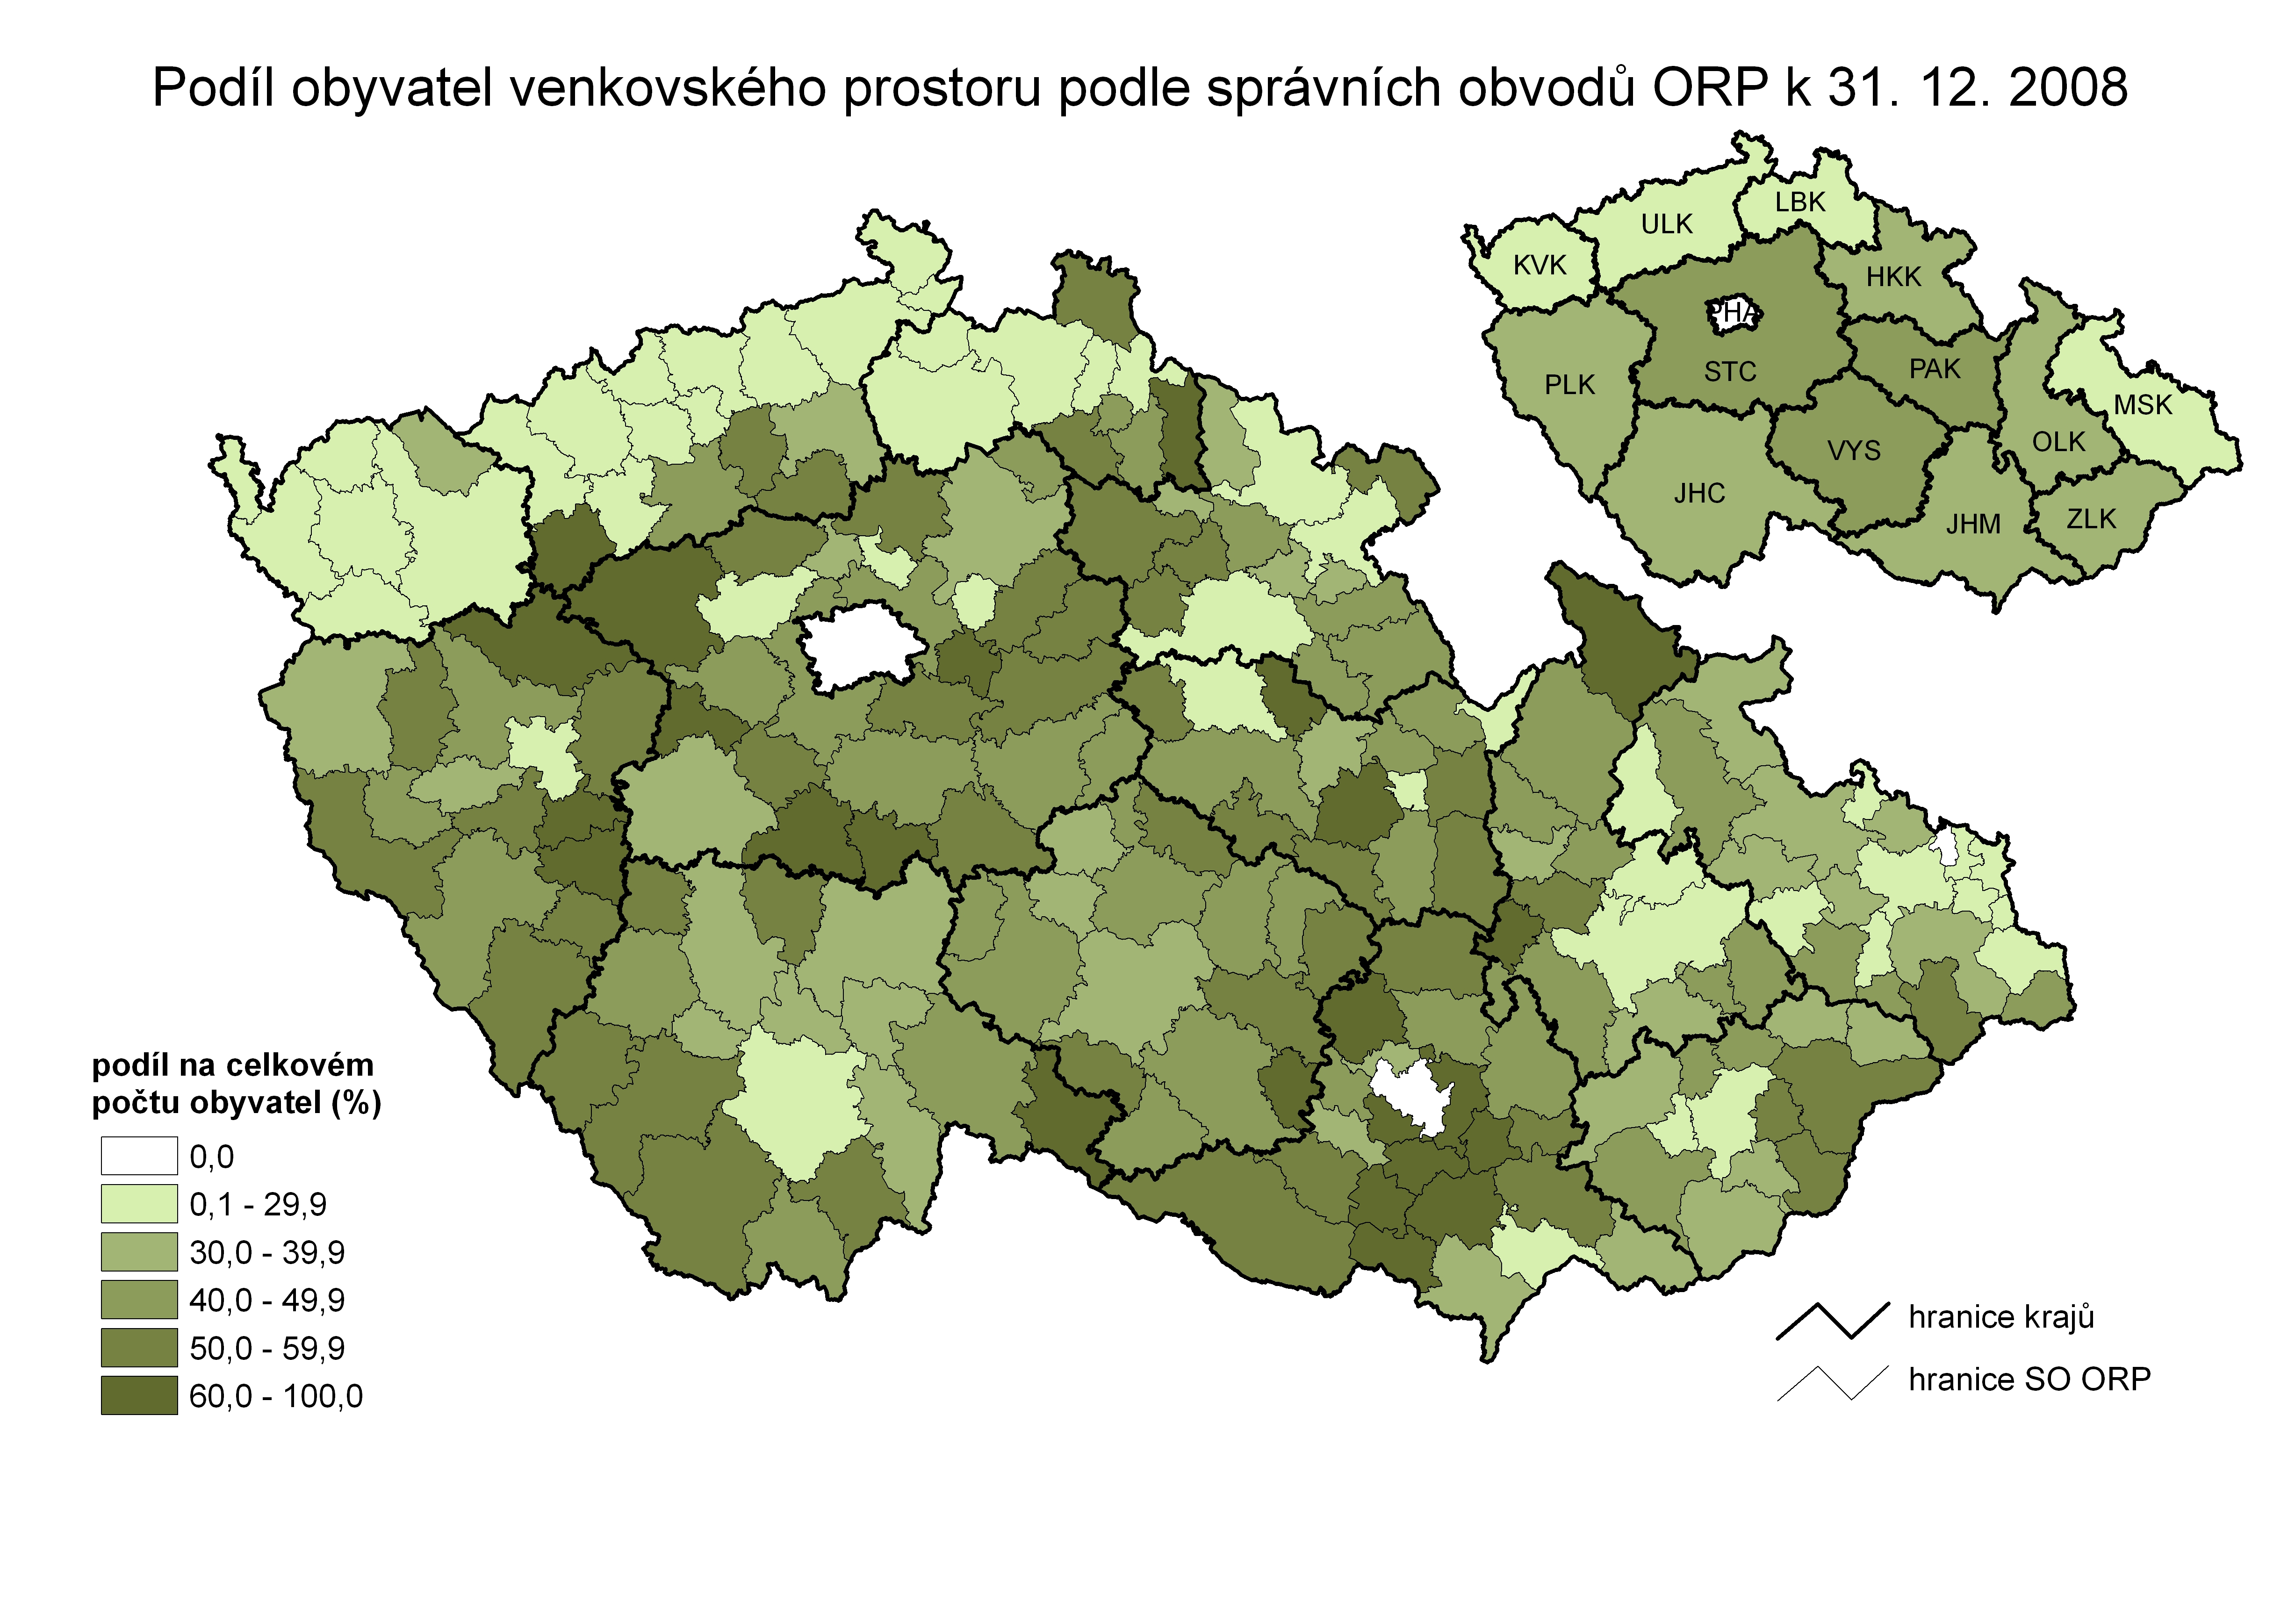 Podíl obyvatel venkovského prostoru podle správních obvodů ORP k 31. 12. 2008
LBK
ULK
KVK
HKK
PHA
STC
PAK
PLK
MSK
OLK
VYS
JHC
JHM
ZLK
podíl na celkovém
počtu obyvatel (%)
0,0
0,1 - 29,9
30,0 - 39,9
40,0 - 49,9
50,0 - 59,9
60,0 - 100,0
hranice krajů
hranice SO ORP